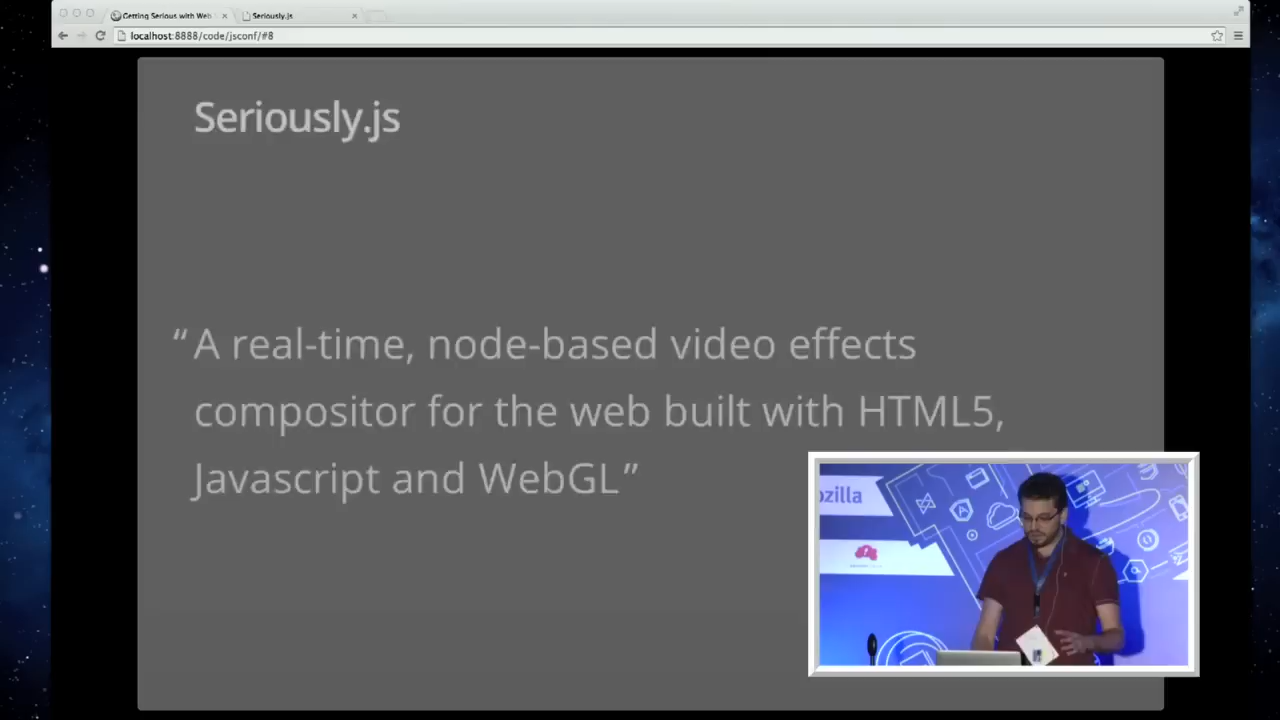 Getting Serious with Web
Seriously.js
localhost:8888/code/jsconf/#8
Seriously.js
“A real-time, node-based video effects
compositor for the web built with HTML5,
Javascript and WebGL”
ozilla